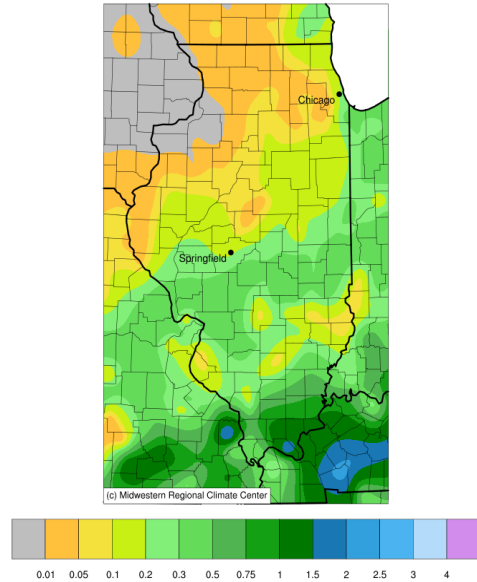 Chicago
Springfield
(c) Midwestern Regional Climate Center
0.01 0.05 0.1 0.2 0.3 0.5 0.75 1 1.5 2 2.5 3 4